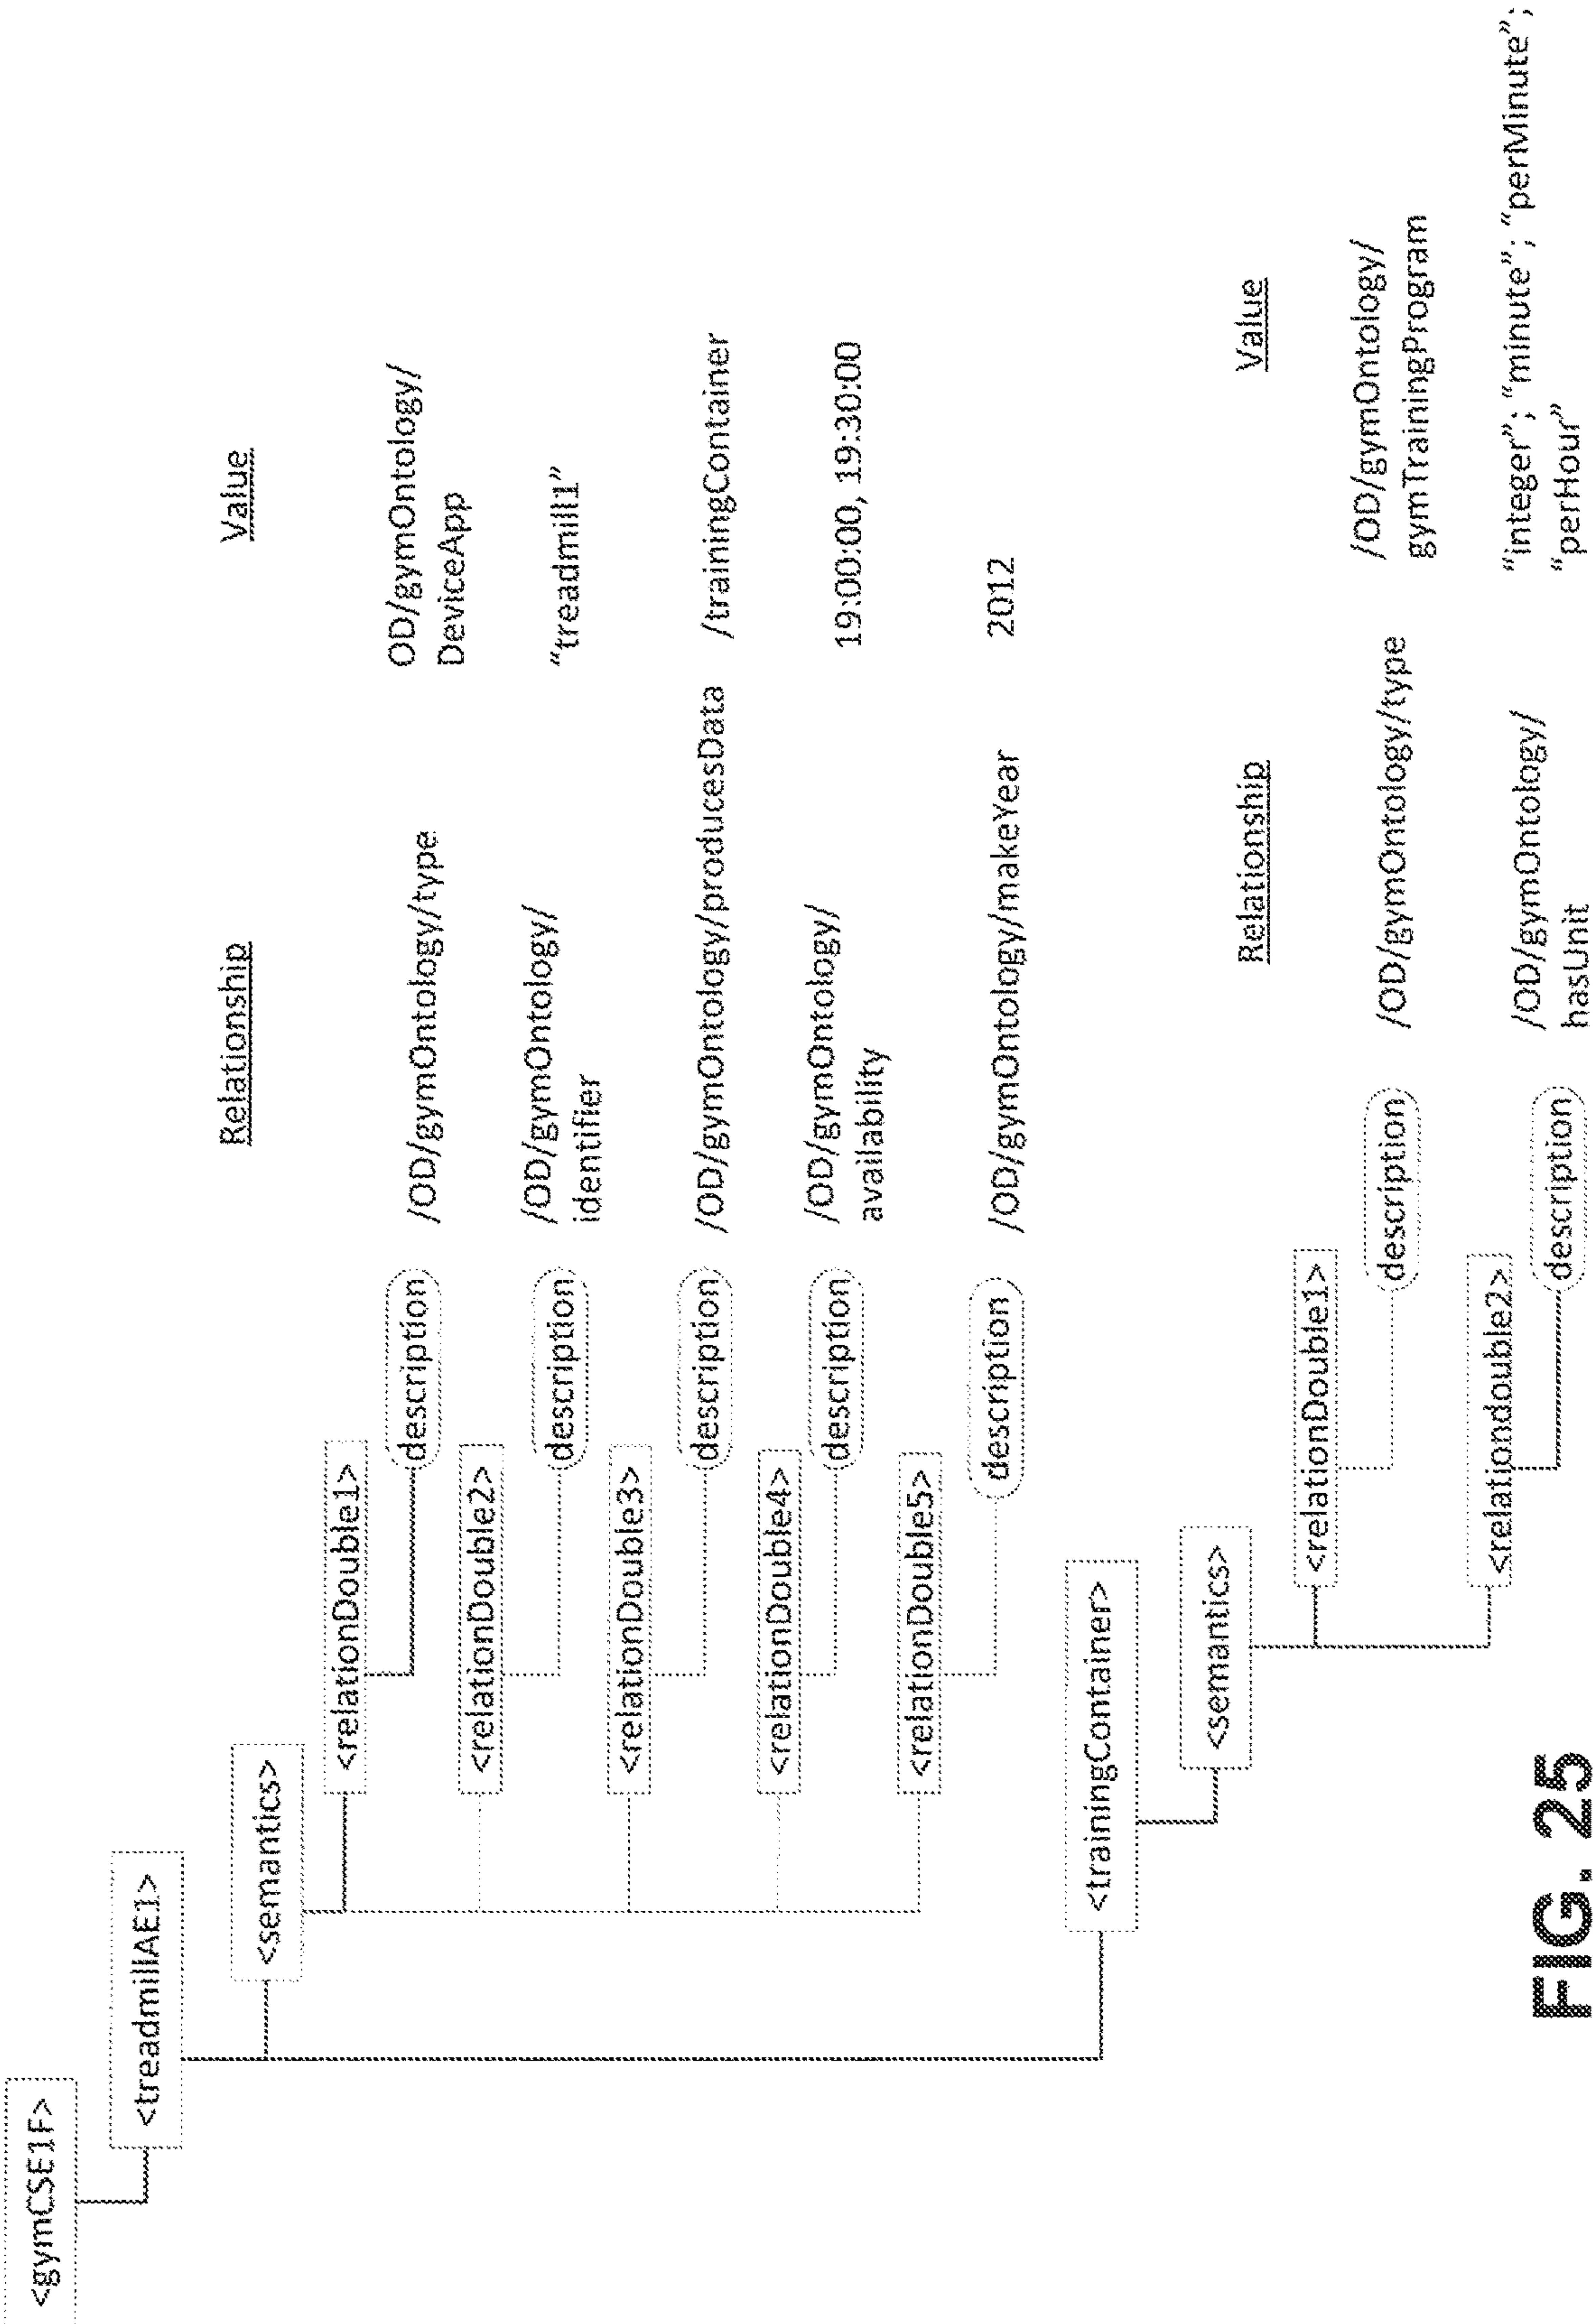 <gymCSE1F>
<treadmillAE1>
<semantics>
Relationship
Value
<relationDouble1>
description
/OD/gymOntology/type
OD/gymOntology/
DeviceApp
<relationDouble2>
description
/OD/gymOntology/
identifier
“treadmill1”
<relationDouble3>
description
/OD/gymOntology/producesData
/trainingContainer
<relationDouble4>
description
/OD/gymOntology/
availability
19:00:00, 19:30:00
<relationDouble5>
description
/OD/gymOntology/makeYear
2012
<trainingContainer>
<semantics>
Relationship
Value
<relationDouble1>
description
/OD/gymOntology/type
/OD/gymOntology/
gymTrainingProgram
<relationdouble2>
description
/OD/gymOntology/
hasUnit
“integer”; “minute”; “perMinute”;
“perHour”
FIG. 25